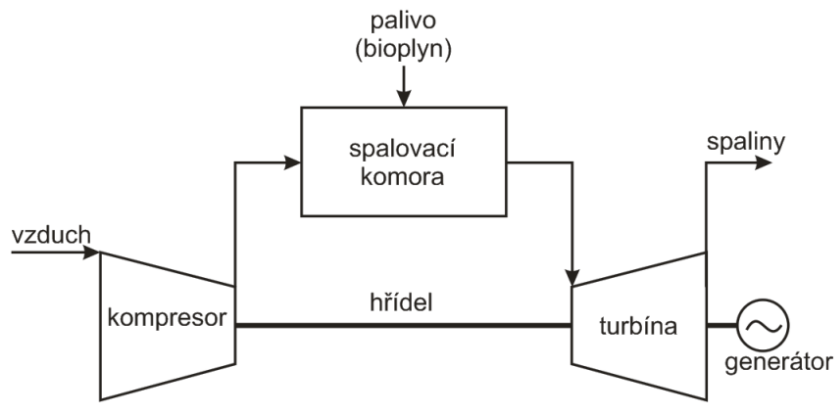 palivo
(bioplyn)
spalovací
komora
spaliny
vzduch
kompresor
hřídel
turbína
generátor